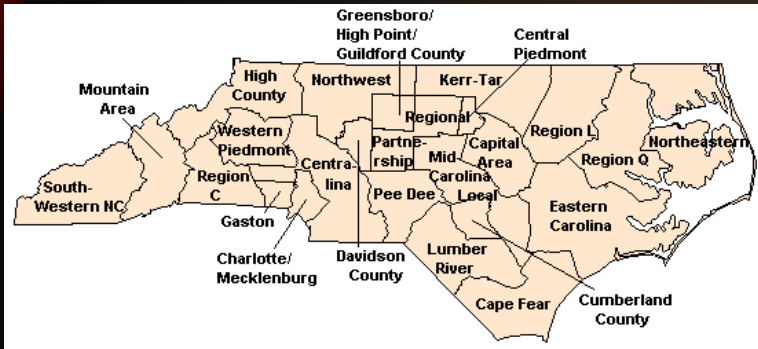 Greensboro/
High Point/
Guildford County
Central
Piedmont
Mountain
Area
High
County
Northwest
Kerr-Tar
Western
Piedmont
Regional
Partne-
rship
Mid
Carolina
Local
Capital
Area
Region L
Northeastern
Region Q
Centra-
lina
South-
Western NC
Region
C
Pee Dee
Eastern
Carolina
Gaston
Charlotte/
Mecklenburg
Davidson
County
Lumber
River
Cape Fear
Cumberland
County